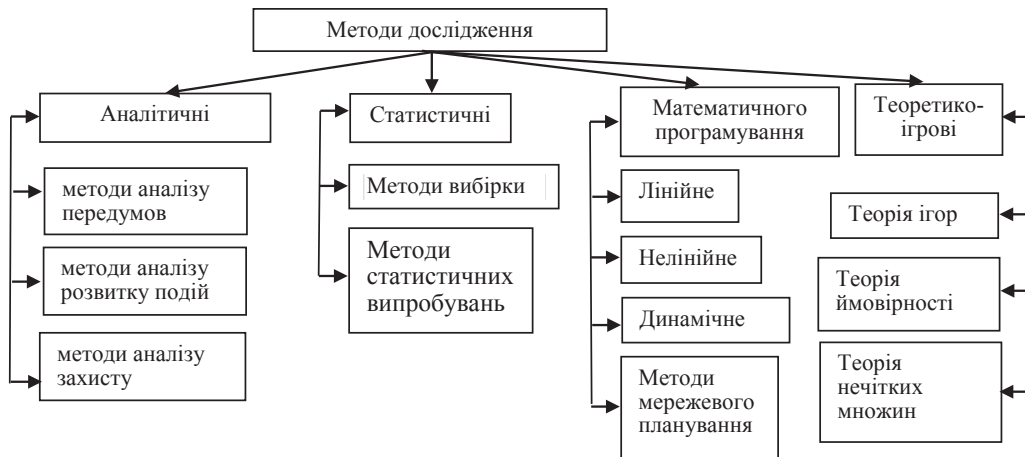 Методи дослідження
Аналітичні
методи аналізу
передумов
методи аналізу
розвитку подій
методи аналізу
захисту
Статистичні
Методи вибірки
Методи
статистичних
випробувань
Математичного
програмування
Лінійне
Нелінійне
Динамічне
Методи
мережевого
планування
Теоретико-
ігрові
Теорія ігор
Теорія
ймовірності
Теорія
нечітких
множин